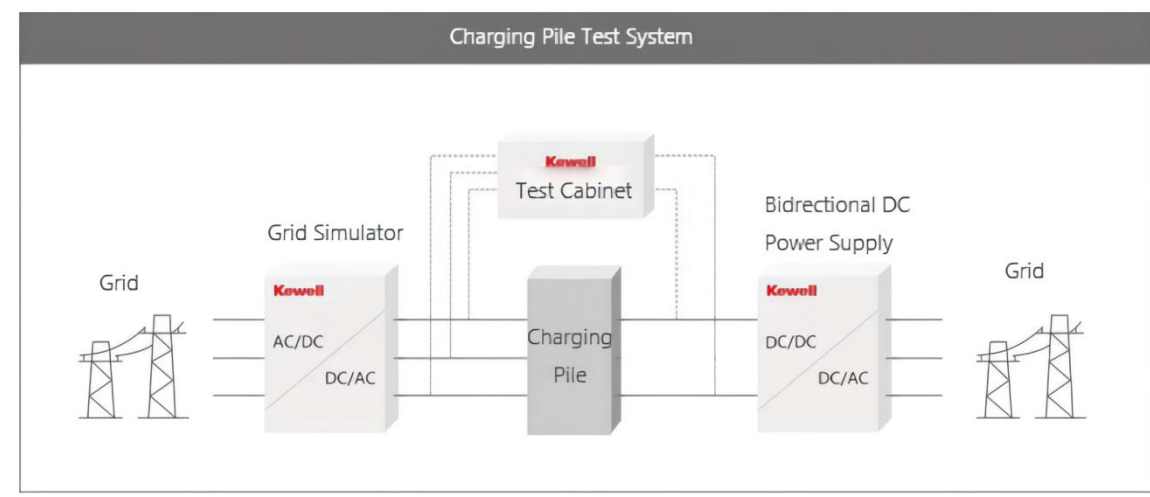 Charging Pile Test System
Kewell
Test Cabinet
Grid Simulator
Bidrectional DC
Power Supply
Grid
Grid
Kewell
AC/DC
DC/AC
Charging
Pile
Kewell
DC/DC
DC/AC